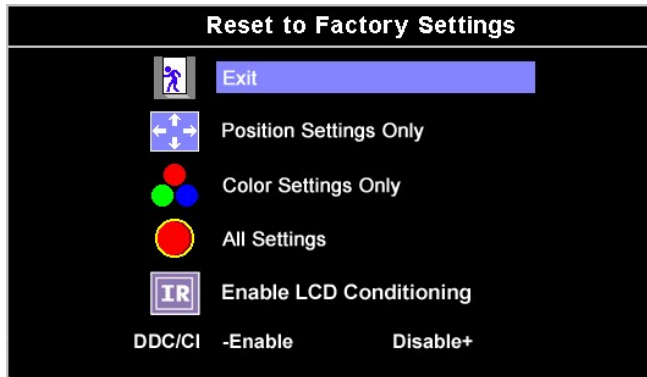 Reset to Factory Settings
Exit
Position Settings Only
Color Settings Only
All Settings
IR Enable LCD Conditioning
DDC/CI -Enable Disable+